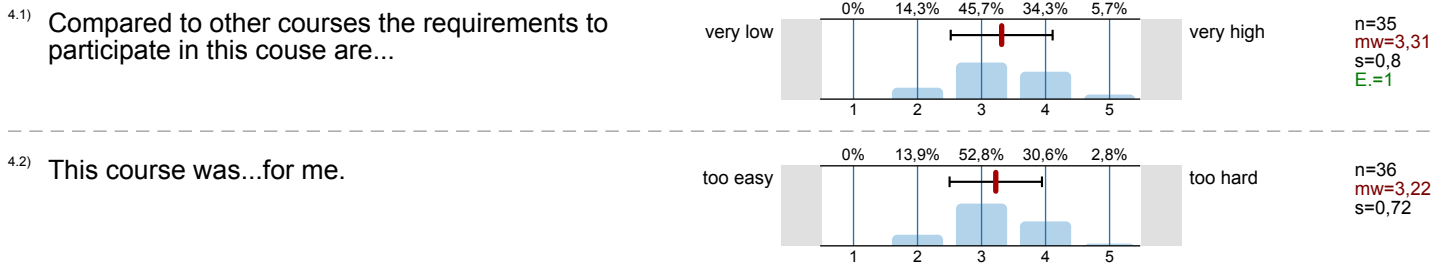 4.1) Compared to other courses the requirements to
participate in this couse are...
0% 14,3% 45,7% 34,3% 5,7%
very low
very high
1 2 3 4 5
n=35
mw=3,31
s=0,8
E.=1
4.2) This course was...for me.
0% 13,9% 52,8% 30,6% 2,8%
too easy
too hard
1 2 3 4 5
n=36
mw=3,22
s=0,72